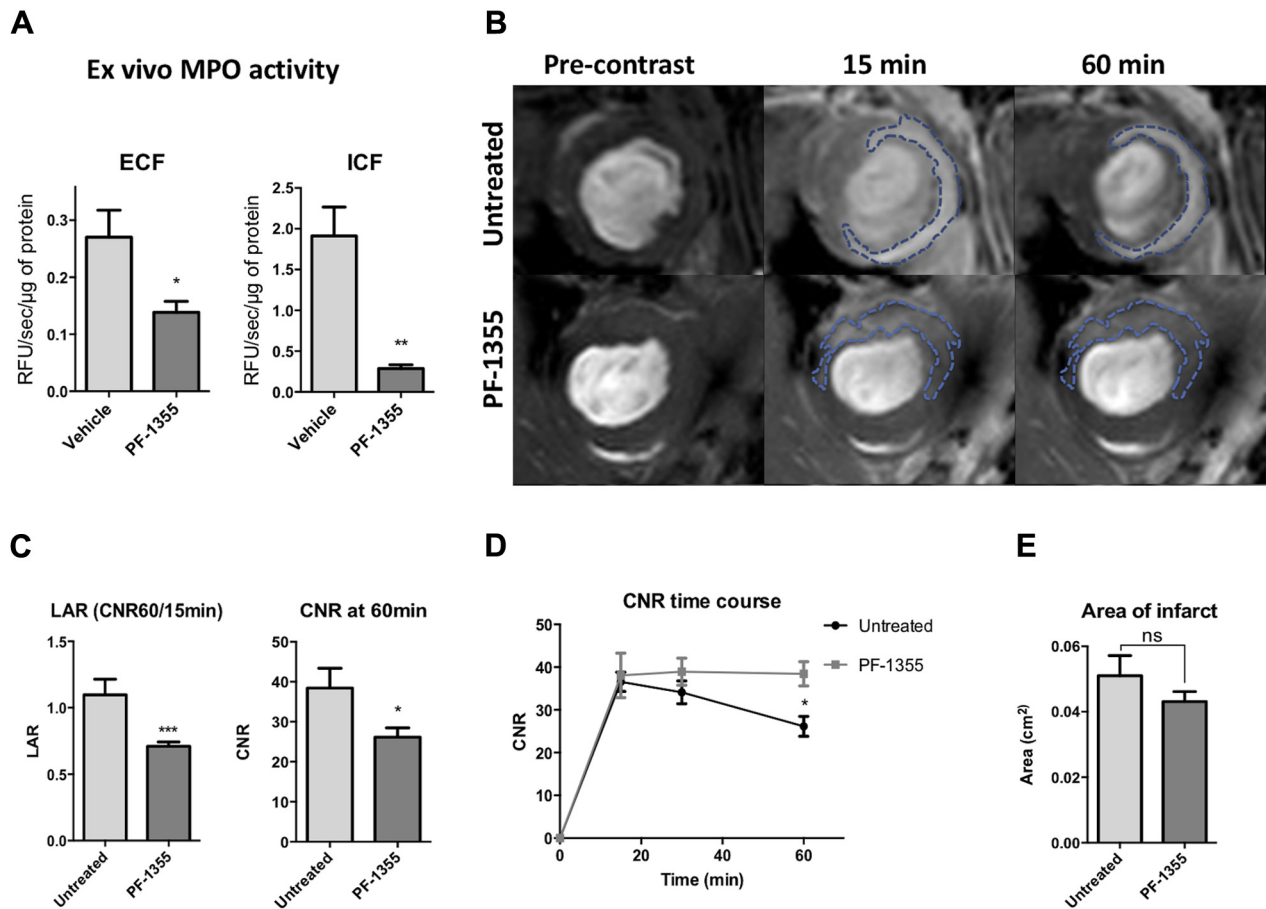 A
Ex vivo MPO activity
ECF
RFU/sec/µg of protein
0.3
0.2
0.1
0.0
Vehicle
PF-1355
*
ICF
RFU/sec/µg of protein
2.5
2.0
1.5
1.0
0.5
0.0
Vehicle
PF-1355
**
B
Pre-contrast 15 min 60 min
Untreated
PF-1355
C
LAR (CNR60/15min)
LAR
1.5
1.0
0.5
0.0
Untreated
PF-1355
***
CNR at 60min
CNR
50
40
30
20
10
0
Untreated
PF-1355
*
D
CNR time course
CNR
50
40
30
20
10
0
0 20 40 60
Time (min)
Untreated
PF-1355
*
E
Area of infarct
ns
Area (cm²)
0.06
0.04
0.02
0.00
Untreated
PF-1355